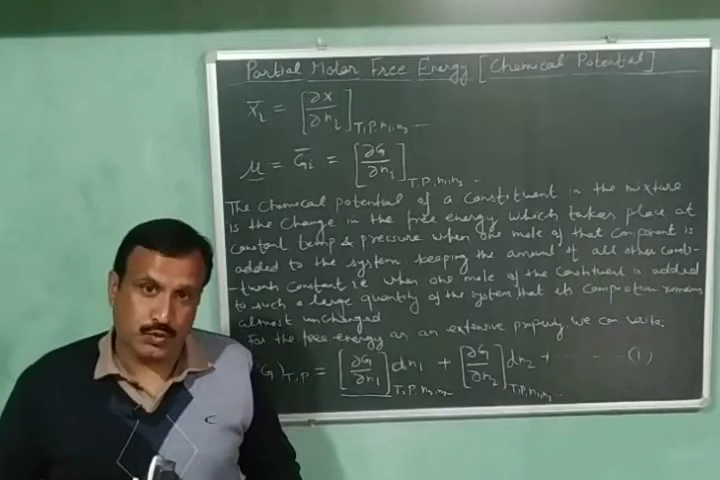 Partial Molar Free Energy [Chemical Potential]
X̄i = [∂X/∂ni]T,P,n1,n2 —
μ = Ḡi = [∂G/∂ni]T,P,n1,n2 -
The Chemical potential of a constituent in the mixture
is the change in the free energy which takes place at
constant temp & pressure when one mole of that component is
added to the system, keeping the amount of all other consti-
-tuents constant i.e when one mole of the constituent is added
to such a large quantity of the system that its composition remains
almost unchanged
For the free energy as an extensive property we can write:
G)T,P = [∂G/∂n1]T,P,n2,n3 dn1 + [∂G/∂n2]T,P,n1,n3 dn2 + ........ (1)